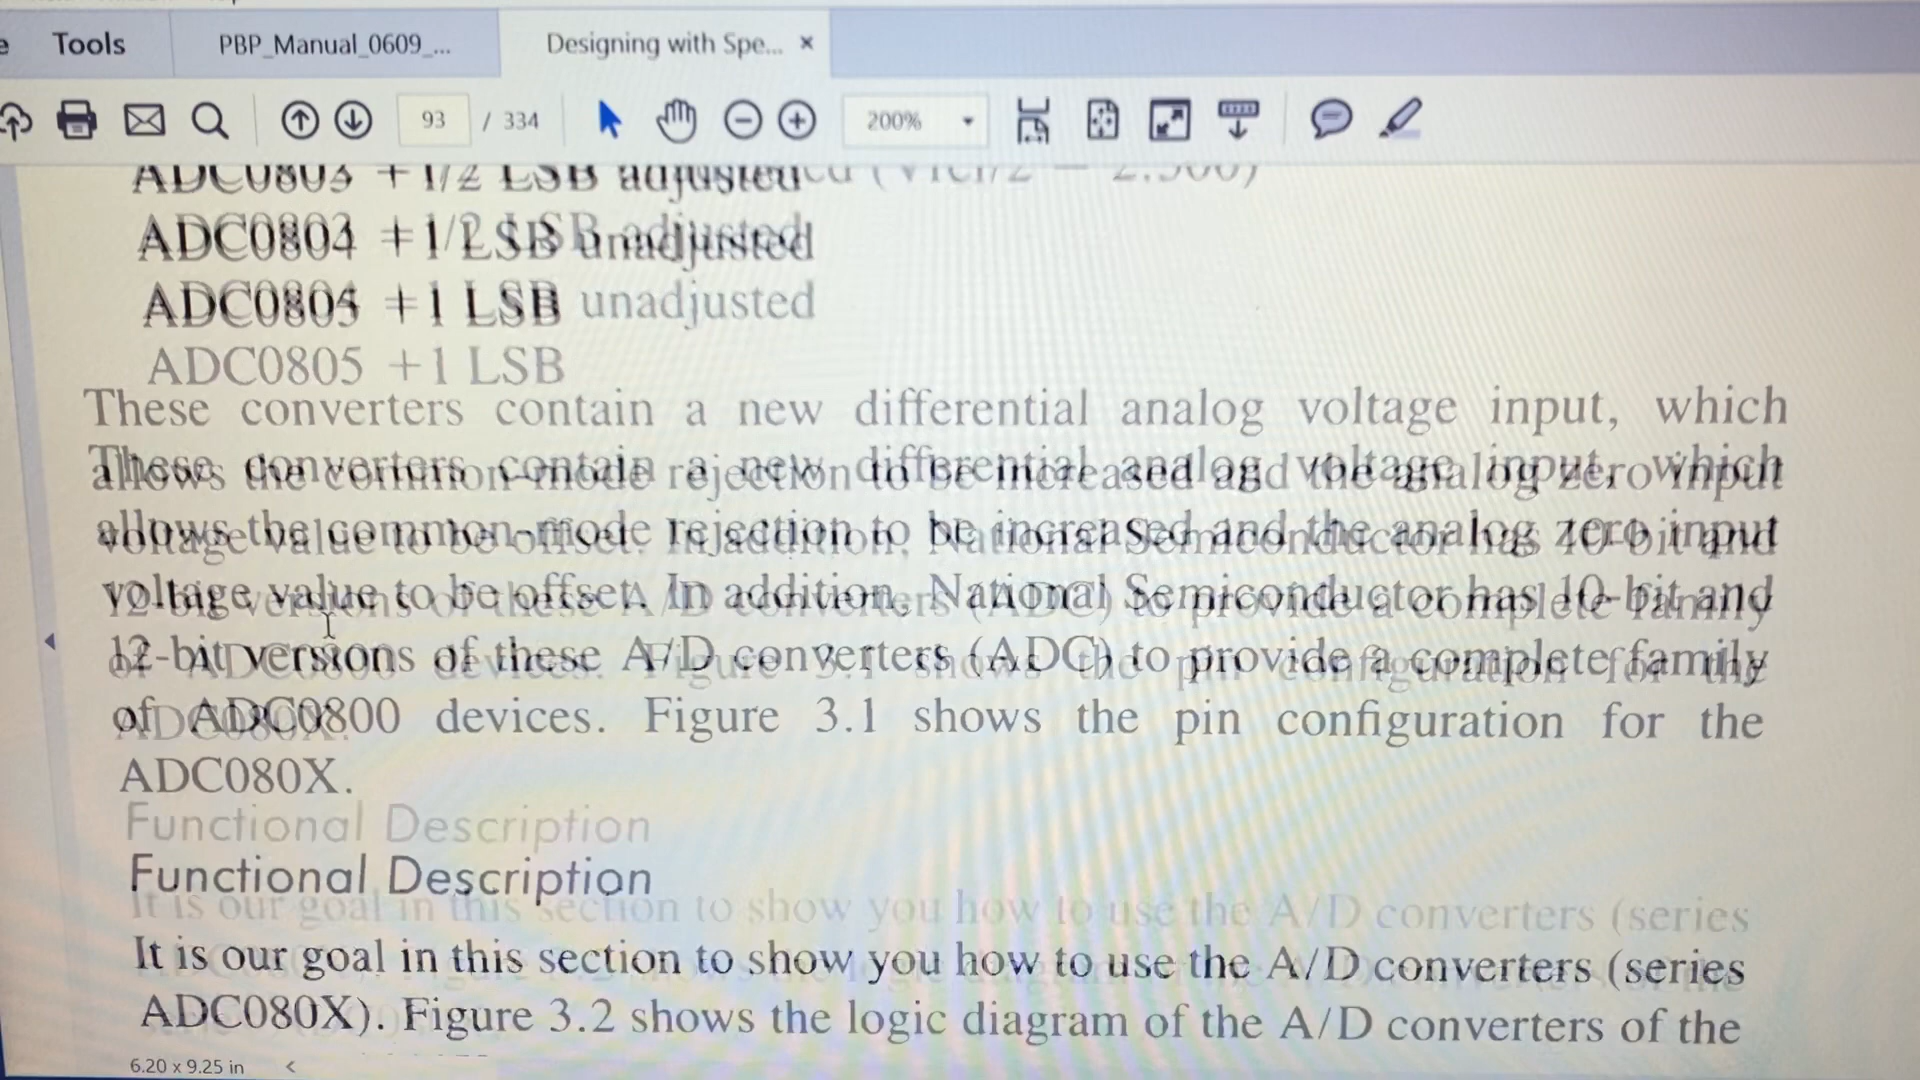 Tools
PBP_Manual_0609_...
Designing with Spe... ×
93 / 334
200%
ADC0803 +1/2 LSB adjusted
ADC0804 +1 LSB unadjusted
ADC0805 +1 LSB
These converters contain a new differential analog voltage input, which
allows the common-mode rejection to be increased and the analog zero input
voltage value to be offset. In addition, National Semiconductor has 10-bit and
12-bit versions of these A/D converters (ADC) to provide a complete family
of ADC0800 devices. Figure 3.1 shows the pin configuration for the
ADC080X.
Functional Description
It is our goal in this section to show you how to use the A/D converters (series
ADC080X). Figure 3.2 shows the logic diagram of the A/D converters of the
6.20 x 9.25 in